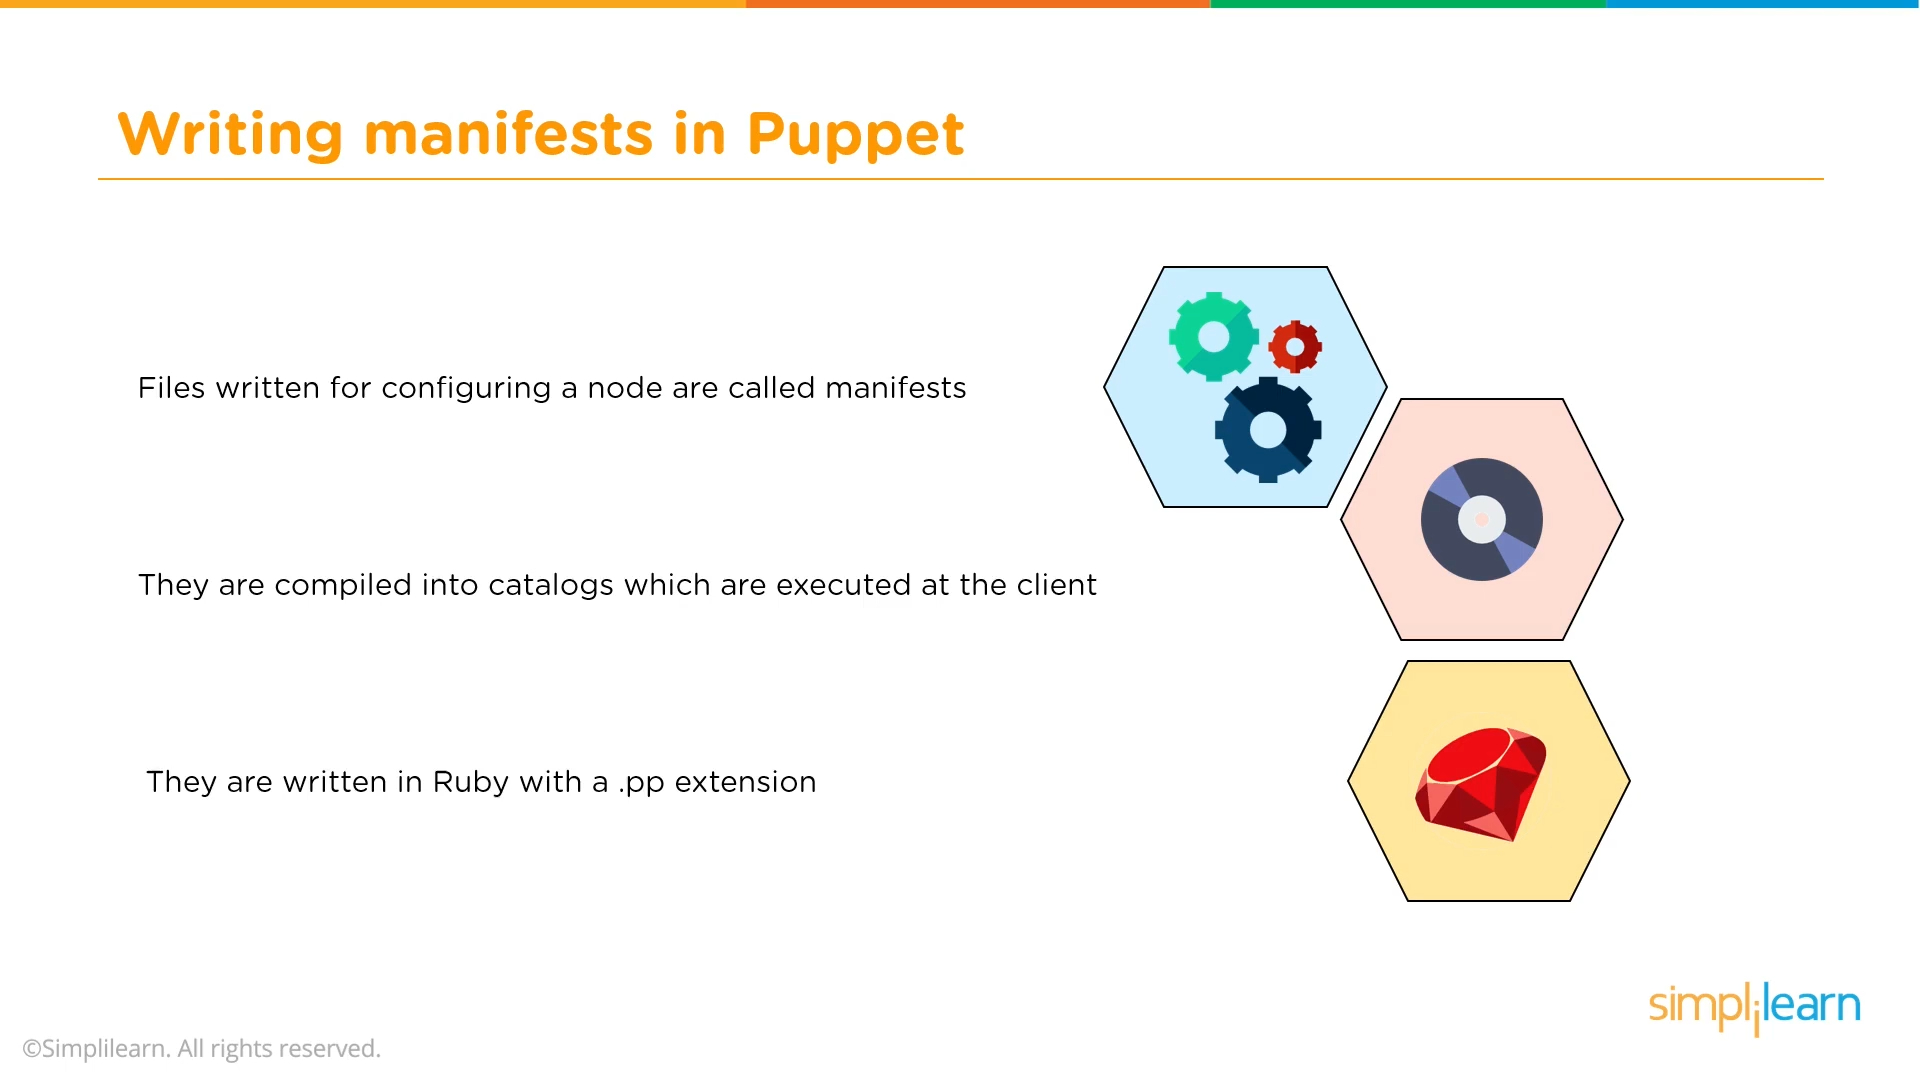 Writing manifests in Puppet
Files written for configuring a node are called manifests
They are compiled into catalogs which are executed at the client
They are written in Ruby with a .pp extension
simplilearn
©Simplilearn. All rights reserved.